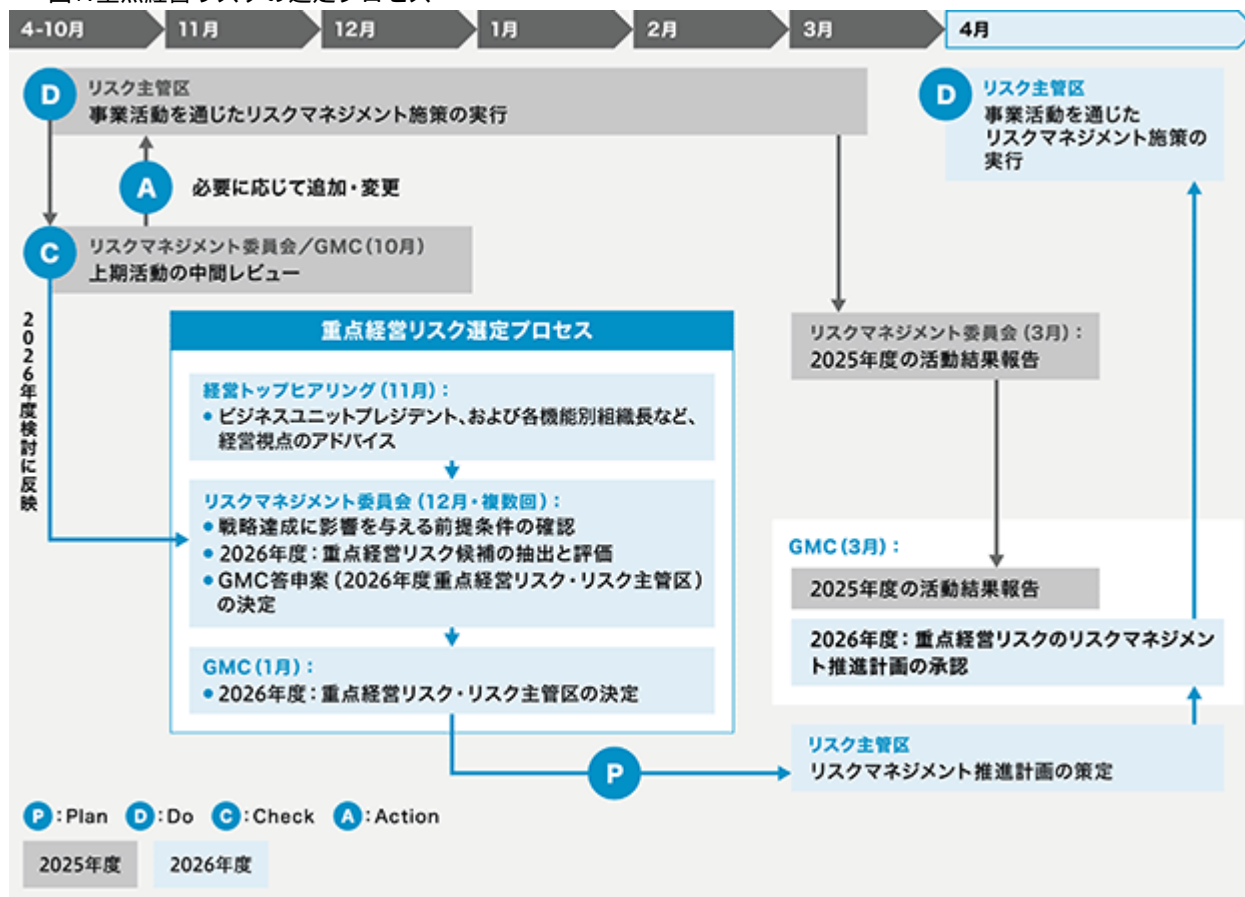 4-10月
11月
12月
1月
2月
3月
4月
D
リスク主管区
事業活動を通じたリスクマネジメント施策の実行
D
リスク主管区
事業活動を通じた
リスクマネジメント施策の
実行
A
必要に応じて追加・変更
C
リスクマネジメント委員会/GMC(10月)
上期活動の中間レビュー
2026年度検討に反映
重点経営リスク選定プロセス
経営トップヒアリング(11月):
●ビジネスユニットプレジデント、および各機能別組織長など、
経営視点のアドバイス
リスクマネジメント委員会(12月・複数回):
●戦略達成に影響を与える前提条件の確認
●2026年度:重点経営リスク候補の抽出と評価
●GMC答申案(2026年度重点経営リスク・リスク主管区)
の決定
GMC(1月):
●2026年度:重点経営リスク・リスク主管区の決定
リスクマネジメント委員会(3月):
2025年度の活動結果報告
GMC(3月):
2025年度の活動結果報告
2026年度:重点経営リスクのリスクマネジメン
ト推進計画の承認
P
リスク主管区
リスクマネジメント推進計画の策定
P:Plan D:Do C:Check A:Action
2025年度
2026年度